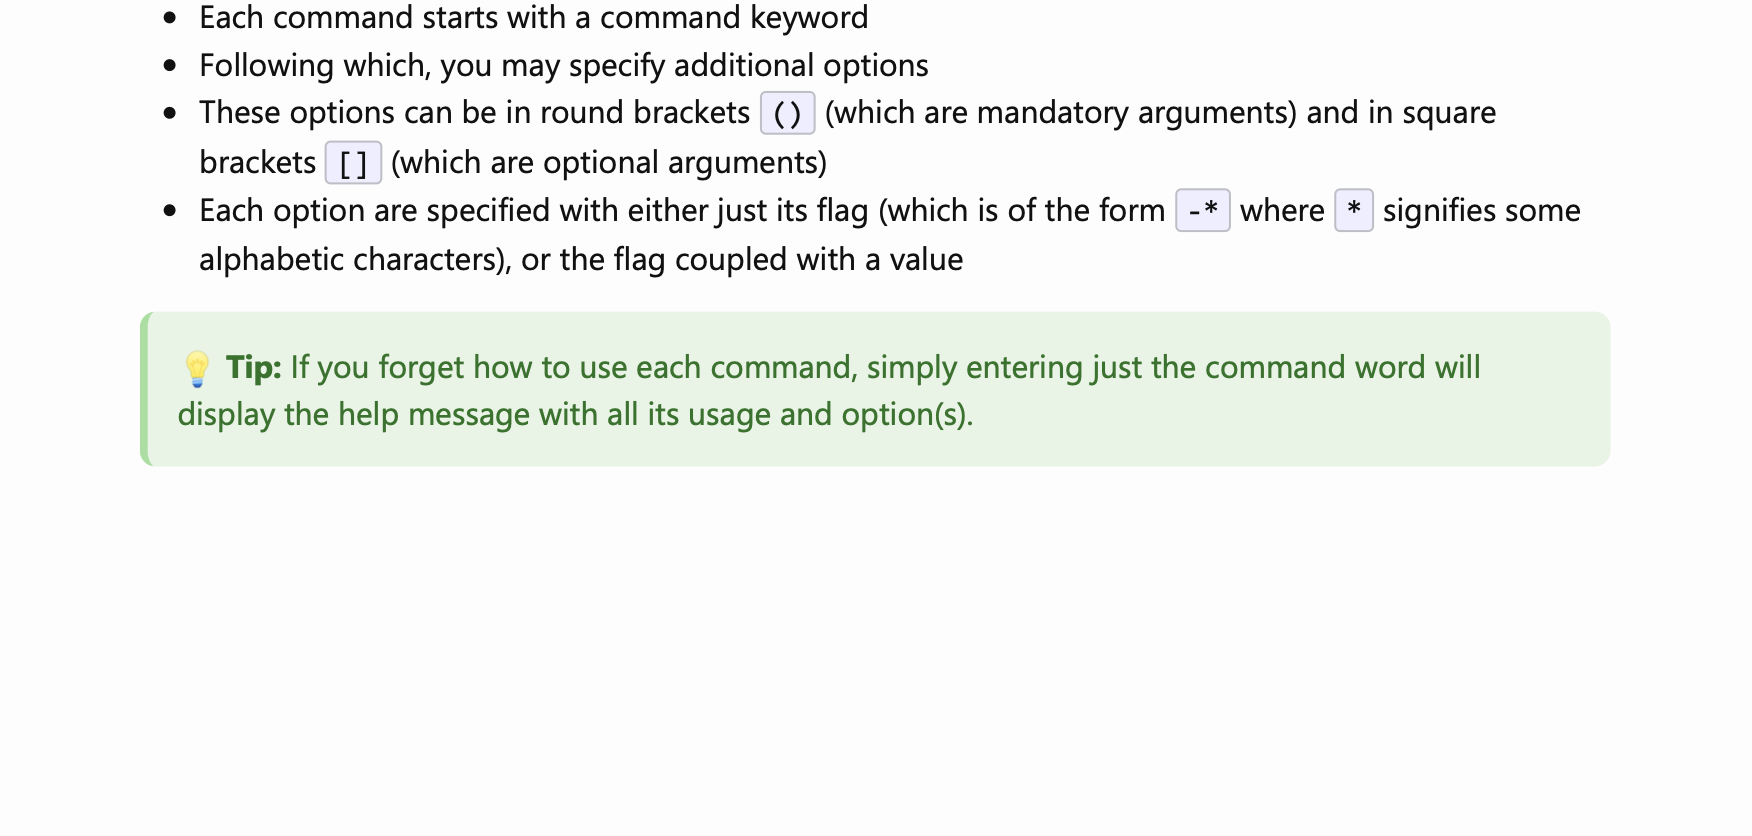 • Each command starts with a command keyword
• Following which, you may specify additional options
• These options can be in round brackets () (which are mandatory arguments) and in square
brackets [] (which are optional arguments)
• Each option are specified with either just its flag (which is of the form -* where * signifies some
alphabetic characters), or the flag coupled with a value
💡 Tip: If you forget how to use each command, simply entering just the command word will
display the help message with all its usage and option(s).